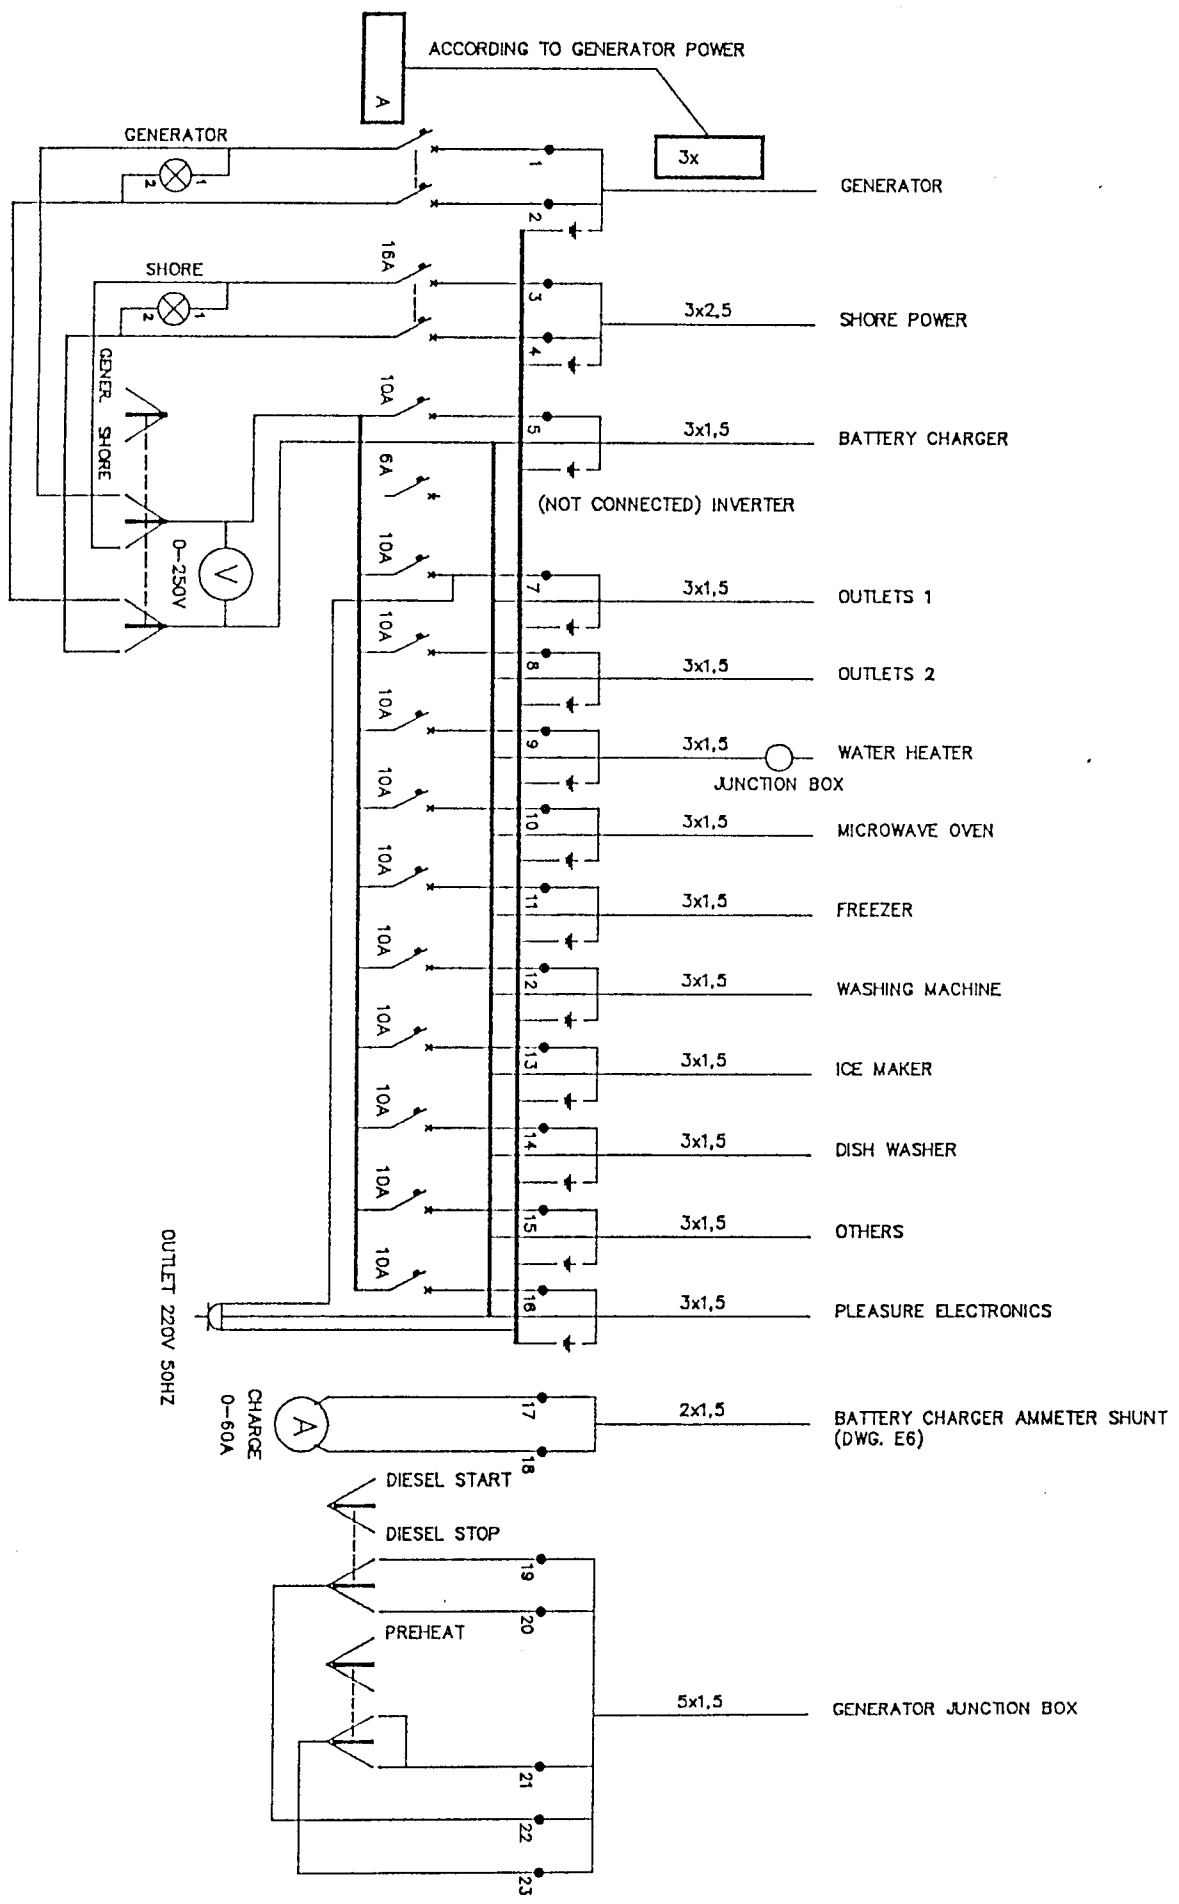 ACCORDING TO GENERATOR POWER
A
3x
GENERATOR
1
2
1
2
GENERATOR
16A
SHORE
1
2
3
4
3x2,5
SHORE POWER
GENER. SHORE
10A
5
3x1,5
BATTERY CHARGER
6A
(NOT CONNECTED) INVERTER
V
0-250V
10A
7
3x1,5
OUTLETS 1
10A
8
3x1,5
OUTLETS 2
10A
9
3x1,5
WATER HEATER
JUNCTION BOX
10A
10
3x1,5
MICROWAVE OVEN
10A
11
3x1,5
FREEZER
10A
12
3x1,5
WASHING MACHINE
10A
13
3x1,5
ICE MAKER
10A
14
3x1,5
DISH WASHER
10A
15
3x1,5
OTHERS
10A
16
3x1,5
PLEASURE ELECTRONICS
OUTLET 220V 50HZ
CHARGE
0-60A
A
17
18
2x1,5
BATTERY CHARGER AMMETER SHUNT
(DWG. E6)
DIESEL START
DIESEL STOP
19
20
PREHEAT
5x1,5
GENERATOR JUNCTION BOX
21
22
23